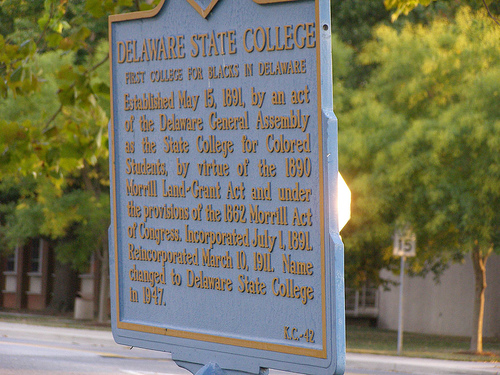 DELAWARE STATE COLLEGE
FIRST COLLEGE FOR BLACKS IN DELAWARE
Established May 15, 1891, by an act
of the Delaware General Assembly
as the State College for Colored
Students, by virtue of the 1890
Morrill Land-Grant Act and under
the provisions of the 1862 Morrill Act
of Congress. Incorporated July 1, 1891.
Reincorporated March 10, 1911. Name
changed to Delaware State College
in 1947.
K.C.-42
15